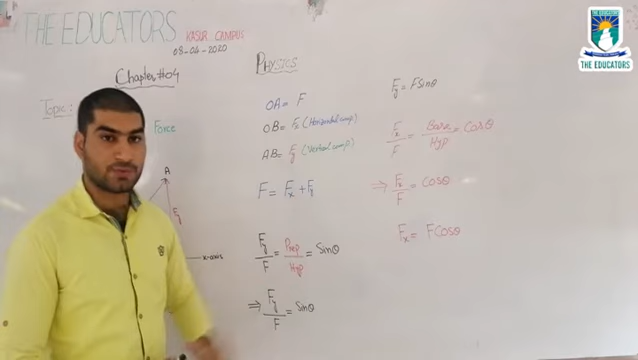 THE EDUCATORS KASUR CAMPUS
08-04-2020
Chapter#04
Physics
Topic:
Force
A
Fy
x-axis
OA = F
OB = Fx (Horizontal comp)
AB = Fy (Vertical comp)
F = Fx + Fy
Fy/F = Prep/Hyp = Sinθ
⇒ Fy/F = Sinθ
Fy = FSinθ
Fx/F = Base/Hyp = Cosθ
⇒ Fx/F = Cosθ
Fx = FCosθ
THE EDUCATORS